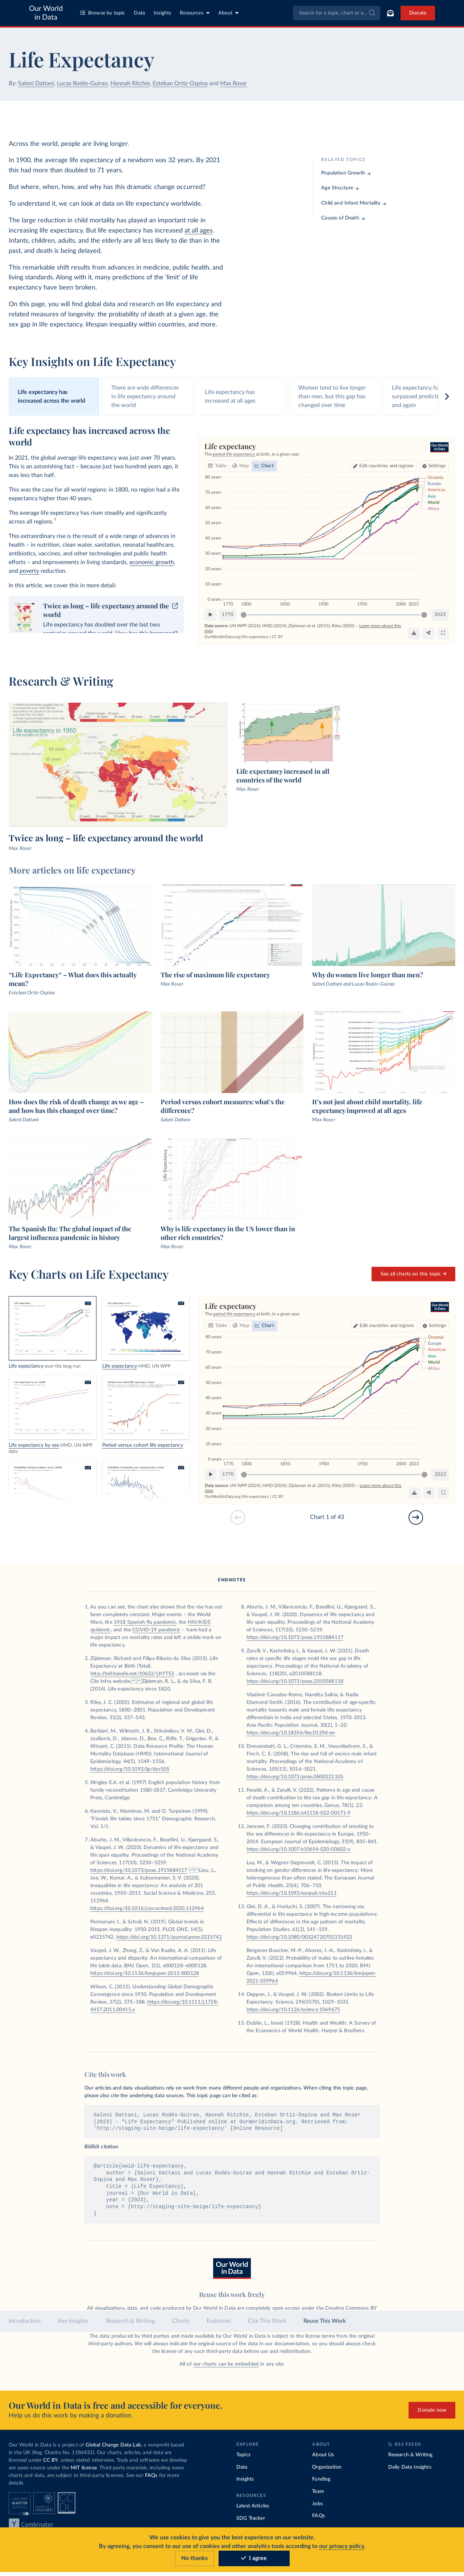 Our World
in Data
Browse by topic
Data
Insights
Resources
About
Search for a topic, chart or a...
Donate
Life Expectancy
By: Saloni Dattani, Lucas Rodés-Guirao, Hannah Ritchie, Esteban Ortiz-Ospina and Max Roser
Across the world, people are living longer.
In 1900, the average life expectancy of a newborn was 32 years. By 2021
this had more than doubled to 71 years.
But where, when, how, and why has this dramatic change occurred?
To understand it, we can look at data on life expectancy worldwide.
The large reduction in child mortality has played an important role in
increasing life expectancy. But life expectancy has increased at all ages.
Infants, children, adults, and the elderly are all less likely to die than in the
past, and death is being delayed.
This remarkable shift results from advances in medicine, public health, and
living standards. Along with it, many predictions of the ‘limit’ of life
expectancy have been broken.
On this page, you will find global data and research on life expectancy and
related measures of longevity: the probability of death at a given age, the
sex gap in life expectancy, lifespan inequality within countries, and more.
RELATED TOPICS
Population Growth →
Age Structure →
Child and Infant Mortality →
Causes of Death →
Key Insights on Life Expectancy
Life expectancy has
increased across the world
There are wide differences
in life expectancy around
the world
Life expectancy has
increased at all ages
Women tend to live longer
than men, but this gap has
changed over time
Life expectancy ha
surpassed predicti
and again
Life expectancy has increased across the
world
In 2021, the global average life expectancy was just over 70 years.
This is an astonishing fact – because just two hundred years ago, it
was less than half.
This was the case for all world regions: in 1800, no region had a life
expectancy higher than 40 years.
The average life expectancy has risen steadily and significantly
across all regions.1
This extraordinary rise is the result of a wide range of advances in
health – in nutrition, clean water, sanitation, neonatal healthcare,
antibiotics, vaccines, and other technologies and public health
efforts – and improvements in living standards, economic growth,
and poverty reduction.
In this article, we cover this in more detail:
Twice as long – life expectancy around the
world
Life expectancy has doubled over the last two
Life expectancy
The period life expectancy at birth, in a given year.
Our World
in Data
Table
Map
Chart
Edit countries and regions
Settings
80 years
70 years
60 years
50 years
40 years
30 years
20 years
10 years
0 years
1770
1800
1850
1900
1950
2000
2023
Oceania
Europe
Americas
Asia
World
Africa
1770
2023
Data source: UN WPP (2024); HMD (2024); Zijdeman et al. (2015); Riley (2005) – Learn more about this
data
OurWorldinData.org/life-expectancy | CC BY
Research & Writing
Life expectancy in 1950
Twice as long – life expectancy around the world
Max Roser
Life expectancy increased in all
countries of the world
Max Roser
More articles on life expectancy
“Life Expectancy” – What does this actually
mean?
Esteban Ortiz-Ospina
The rise of maximum life expectancy
Max Roser
Why do women live longer than men?
Saloni Dattani and Lucas Rodés-Guirao
How does the risk of death change as we age –
and how has this changed over time?
Saloni Dattani
Period versus cohort measures: what's the
difference?
Saloni Dattani
It's not just about child mortality, life
expectancy improved at all ages
Max Roser
The Spanish flu: The global impact of the
largest influenza pandemic in history
Max Roser
Life Expectancy
Why is life expectancy in the US lower than in
other rich countries?
Max Roser
Key Charts on Life Expectancy
See all charts on this topic →
Life expectancy over the long run
Life expectancy HMD, UN WPP
Life expectancy by sex HMD, UN WPP
data
Period versus cohort life expectancy
Life expectancy
The period life expectancy at birth, in a given year.
Our World
in Data
Table
Map
Chart
Edit countries and regions
Settings
80 years
70 years
60 years
50 years
40 years
30 years
20 years
10 years
0 years
1770
1800
1850
1900
1950
2000
2023
Oceania
Europe
Americas
Asia
World
Africa
1770
2023
Data source: UN WPP (2024); HMD (2024); Zijdeman et al. (2015); Riley (2005) – Learn more about this
data
OurWorldinData.org/life-expectancy | CC BY
Chart 1 of 43
ENDNOTES
1. As you can see, the chart also shows that the rise has not
been completely constant. Major events – the World
Wars, the 1918 Spanish flu pandemic, the HIV/AIDS
epidemic, and the COVID-19 pandemic – have had a
major impact on mortality rates and left a visible mark on
life expectancy.
2. Zijdeman, Richard and Filipa Ribeira da Silva (2015). Life
Expectancy at Birth (Total).
http://hdl.handle.net/10622/LKYT53 , accessed via the
Clio Infra website. Zijdeman, R. L., & de Silva, F. R.
(2014). Life expectancy since 1820.
3. Riley, J. C. (2005). Estimates of regional and global life
expectancy, 1800–2001. Population and Development
Review, 31(3), 537–543.
4. Barbieri, M., Wilmoth, J. R., Shkolnikov, V. M., Glei, D.,
Jasilionis, D., Jdanov, D., Boe, C., Riffe, T., Grigoriev, P., &
Winant, C. (2015). Data Resource Profile: The Human
Mortality Database (HMD). International Journal of
Epidemiology, 44(5), 1549–1556.
https://doi.org/10.1093/ije/dyv105
5. Wrigley E.A. et al. (1997) English population history from
family reconstitution 1580-1837. Cambridge University
Press, Cambridge.
6. Kannisto, V., Nieminen, M. and O. Turpeinen (1999).
"Finnish life tables since 1751," Demographic Research,
Vol. 1/1.
7. Aburto, J. M., Villavicencio, F., Basellini, U., Kjærgaard, S.,
& Vaupel, J. W. (2020). Dynamics of life expectancy and
life span equality. Proceedings of the National Academy of
Sciences, 117(10), 5250–5259.
https://doi.org/10.1073/pnas.1915884117
Jne, W., Kumar, A., & Subramanian, S. V. (2020).
Inequalities in life expectancy: An analysis of 201
countries, 1950–2015. Social Science & Medicine, 253,
112964.
https://doi.org/10.1016/j.socscimed.2020.112964
Permanyer, I., & Scholl, N. (2019). Global trends in
lifespan inequality: 1950-2015. PLOS ONE, 14(5),
e0215742. https://doi.org/10.1371/journal.pone.0215742
Vaupel, J. W., Zhang, Z., & Van Raalte, A. A. (2011). Life
expectancy and disparity: An international comparison of
life table data. BMJ Open, 1(1), e000128–e000128.
https://doi.org/10.1136/bmjopen-2011-000128
Wilson, C. (2011). Understanding Global Demographic
Convergence since 1950. Population and Development
Review, 37(2), 375–388. https://doi.org/10.1111/j.1728-
4457.2011.00415.x
8. Aburto, J. M., Villavicencio, F., Basellini, U., Kjærgaard, S.,
& Vaupel, J. W. (2020). Dynamics of life expectancy and
life span equality. Proceedings of the National Academy of
Sciences, 117(10), 5250–5259.
https://doi.org/10.1073/pnas.1915884117
9. Zarulli, V., Kashnitsky, I., & Vaupel, J. W. (2021). Death
rates at specific life stages mold the sex gap in life
expectancy. Proceedings of the National Academy of
Sciences, 118(20), e2010588118.
https://doi.org/10.1073/pnas.2010588118
Vladimír Canudas-Romo, Nandita Saikia, & Nadia
Diamond-Smith. (2016). The contribution of age-specific
mortality towards male and female life expectancy
differentials in India and selected States, 1970-2013.
Asia-Pacific Population Journal, 30(2), 1–20.
https://doi.org/10.18356/8ec0129d-en
10. Drevenstedt, G. L., Crimmins, E. M., Vasunilashorn, S., &
Finch, C. E. (2008). The rise and fall of excess male infant
mortality. Proceedings of the National Academy of
Sciences, 105(13), 5016–5021.
https://doi.org/10.1073/pnas.0800221105
11. Feraldi, A., & Zarulli, V. (2022). Patterns in age and cause
of death contribution to the sex gap in life expectancy: A
comparison among ten countries. Genus, 78(1), 23.
https://doi.org/10.1186/s41118-022-00171-9
12. Janssen, F. (2020). Changing contribution of smoking to
the sex differences in life expectancy in Europe, 1950–
2014. European Journal of Epidemiology, 35(9), 835–841.
https://doi.org/10.1007/s10654-020-00602-x
Luy, M., & Wegner-Siegmundt, C. (2015). The impact of
smoking on gender differences in life expectancy: More
heterogeneous than often stated. The European Journal
of Public Health, 25(4), 706–710.
https://doi.org/10.1093/eurpub/cku211
13. Glei, D. A., & Horiuchi, S. (2007). The narrowing sex
differential in life expectancy in high-income populations:
Effects of differences in the age pattern of mortality.
Population Studies, 61(2), 141–159.
https://doi.org/10.1080/00324720701331433
Bergeron-Boucher, M.-P., Alvarez, J.-A., Kashnitsky, I., &
Zarulli, V. (2022). Probability of males to outlive females:
An international comparison from 1751 to 2020. BMJ
Open, 12(8), e059964. https://doi.org/10.1136/bmjopen-
2021-059964
14. Oeppen, J., & Vaupel, J. W. (2002). Broken Limits to Life
Expectancy. Science, 296(5570), 1029–1031.
https://doi.org/10.1126/science.1069675
15. Dublin, L., Israel. (1928). Health and Wealth: A Survey of
the Economics of World Health. Harper & Brothers.
Cite this work
Our articles and data visualizations rely on work from many different people and organizations. When citing this topic page,
please also cite the underlying data sources. This topic page can be cited as:
Saloni Dattani, Lucas Rodés-Guirao, Hannah Ritchie, Esteban Ortiz-Ospina and Max Roser
(2023) - “Life Expectancy” Published online at OurWorldinData.org. Retrieved from:
'http://staging-site-beige/life-expectancy' [Online Resource]
BibTeX citation
@article{owid-life-expectancy,
author = {Saloni Dattani and Lucas Rodés-Guirao and Hannah Ritchie and Esteban Ortiz-
Ospina and Max Roser},
title = {Life Expectancy},
journal = {Our World in Data},
year = {2023},
note = {http://staging-site-beige/life-expectancy}
}
Our World
in Data
Reuse this work freely
All visualizations, data, and code produced by Our World in Data are completely open access under the Creative Commons BY
Introduction
Key Insights
Research & Writing
Charts
Endnotes
Cite This Work
Reuse This Work
The data produced by third parties and made available by Our World in Data is subject to the license terms from the original
third-party authors. We will always indicate the original source of the data in our documentation, so you should always check
the license of any such third-party data before use and redistribution.
All of our charts can be embedded in any site.
Our World in Data is free and accessible for everyone.
Help us do this work by making a donation.
Donate now
Our World in Data is a project of Global Change Data Lab, a nonprofit based
in the UK (Reg. Charity No. 1186433). Our charts, articles, and data are
licensed under CC BY, unless stated otherwise. Tools and software we develop
are open source under the MIT license. Third-party materials, including some
charts and data, are subject to third-party licenses. See our FAQs for more
details.
OXFORD
MARTIN
SCHOOL
UNIVERSITY OF
OXFORD
GC
DL
Y Combinator
EXPLORE
Topics
Data
Insights
RESOURCES
Latest Articles
SDG Tracker
ABOUT
About Us
Organization
Funding
Team
Jobs
FAQs
RSS FEEDS
Research & Writing
Daily Data Insights
We use cookies to give you the best experience on our website.
By agreeing, you consent to our use of cookies and other analytics tools according to our privacy policy.
No thanks
I agree